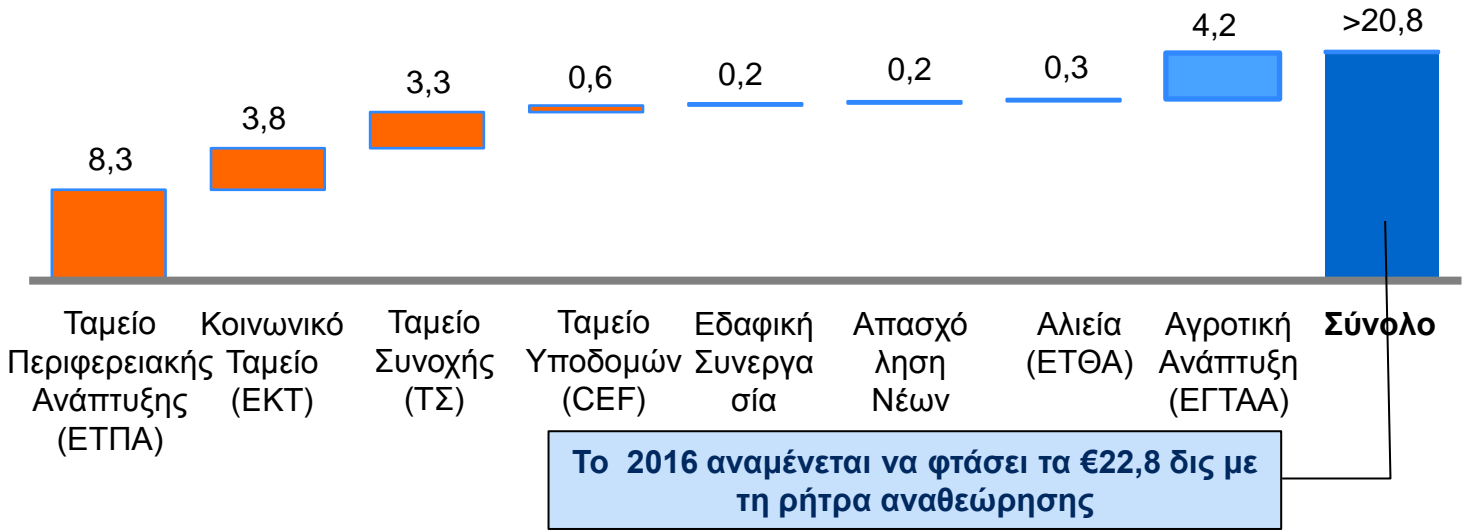 8,3
3,8
3,3
0,6
0,2
0,2
0,3
4,2
>20,8
Ταμείο
Περιφερειακής
Ανάπτυξης
(ΕΤΠΑ)
Κοινωνικό
Ταμείο
(ΕΚΤ)
Ταμείο
Συνοχής
(ΤΣ)
Ταμείο
Υποδομών
(CEF)
Εδαφική
Συνεργα
σία
Απασχό
ληση
Νέων
Αλιεία
(ΕΤΘΑ)
Αγροτική
Ανάπτυξη
(ΕΓΤΑΑ)
Σύνολο
Το 2016 αναμένεται να φτάσει τα €22,8 δις με
τη ρήτρα αναθεώρησης